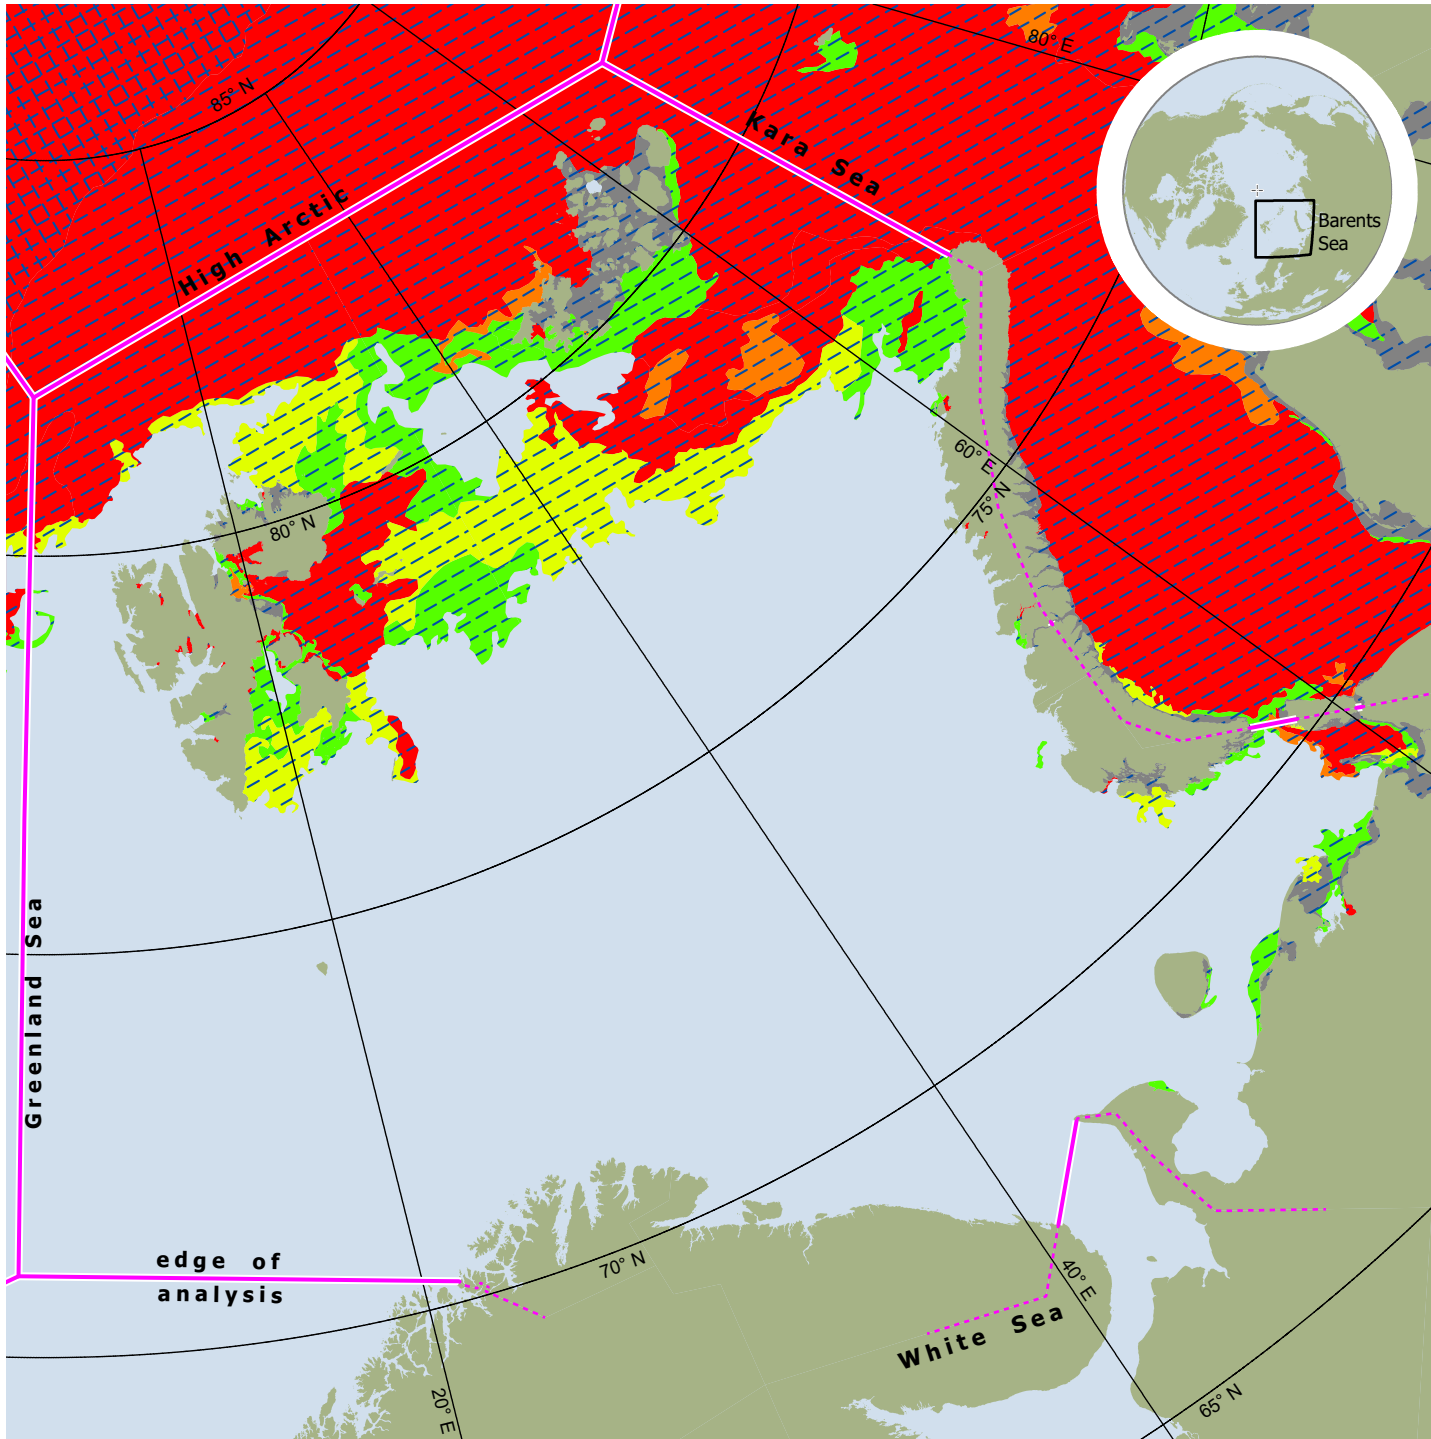 80° E
85° N
Kara Sea
High Arctic
Barents
Sea
60° E
75° N
80° N
Greenland Sea
edge of
analysis
70° N
40° E
White Sea
20° E
65° N